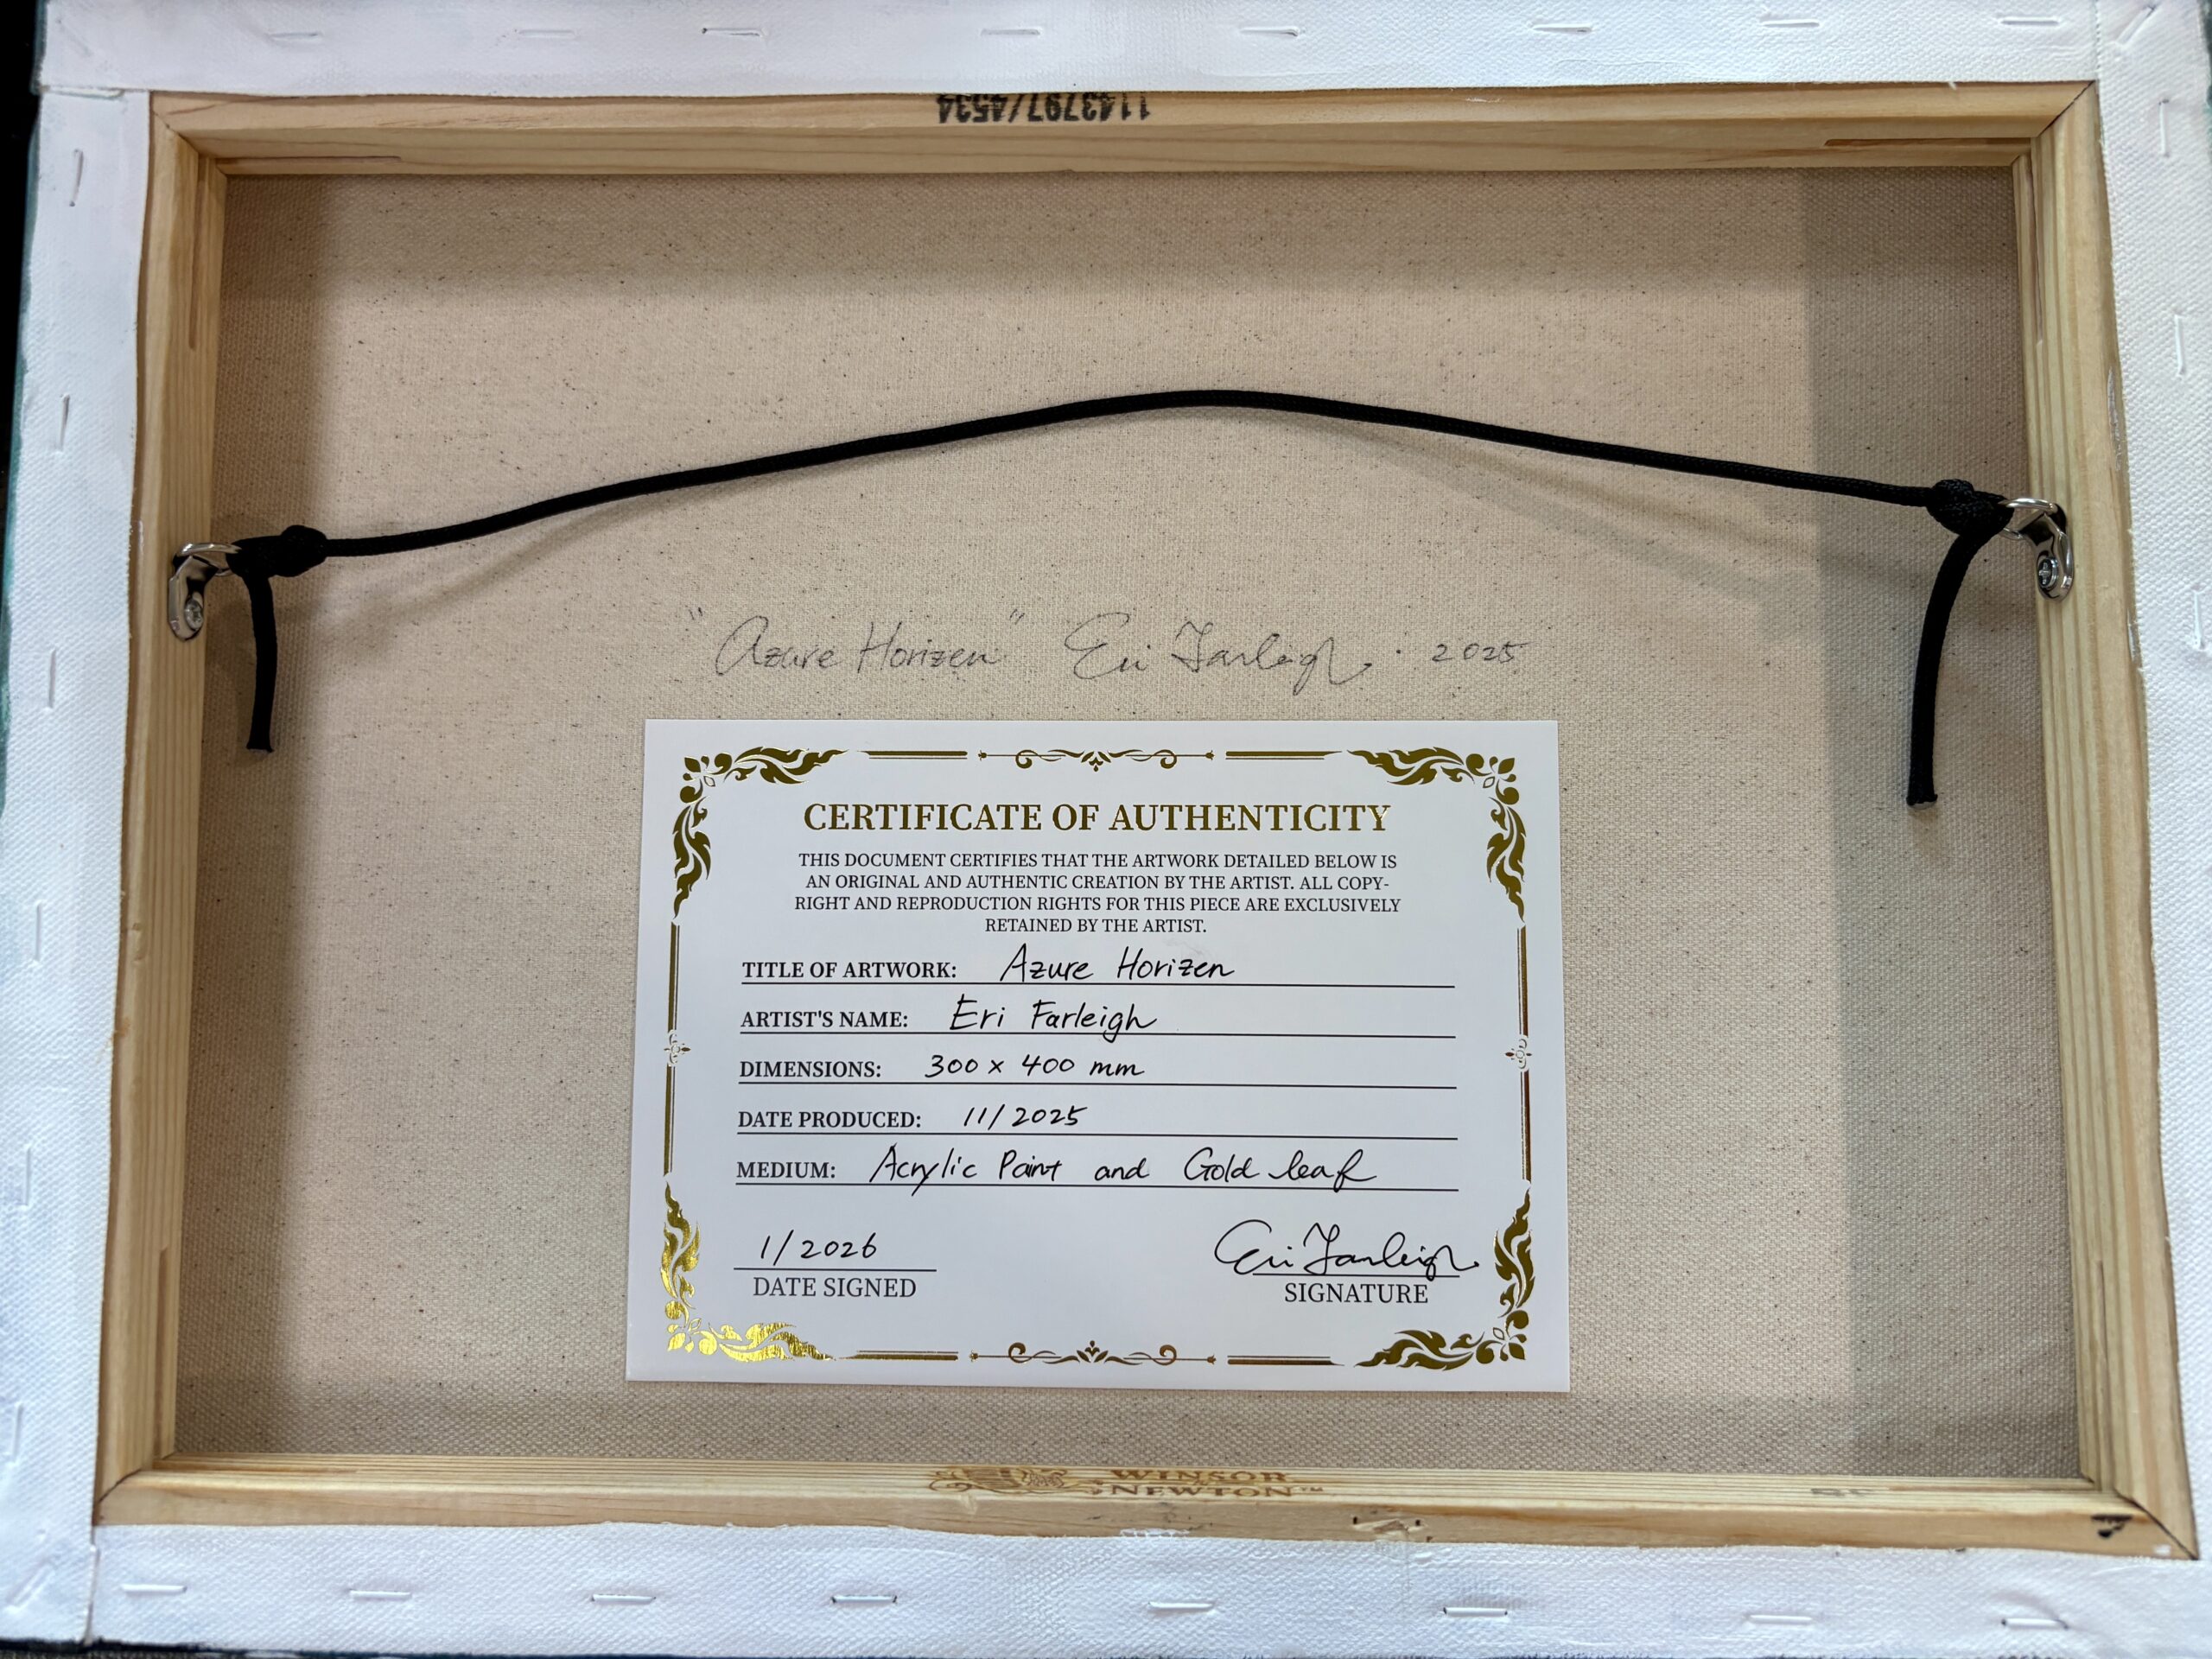 1143797/4534
"Azure Horizen" Eri Farleigh. 2025
CERTIFICATE OF AUTHENTICITY
THIS DOCUMENT CERTIFIES THAT THE ARTWORK DETAILED BELOW IS
AN ORIGINAL AND AUTHENTIC CREATION BY THE ARTIST. ALL COPY-
RIGHT AND REPRODUCTION RIGHTS FOR THIS PIECE ARE EXCLUSIVELY
RETAINED BY THE ARTIST.
TITLE OF ARTWORK: Azure Horizen
ARTIST'S NAME: Eri Farleigh
DIMENSIONS: 300 x 400 mm
DATE PRODUCED: 11/2025
MEDIUM: Acrylic Paint and Gold leaf
1/2026 Eri Farleigh
DATE SIGNED SIGNATURE
WINSOR
& NEWTON™